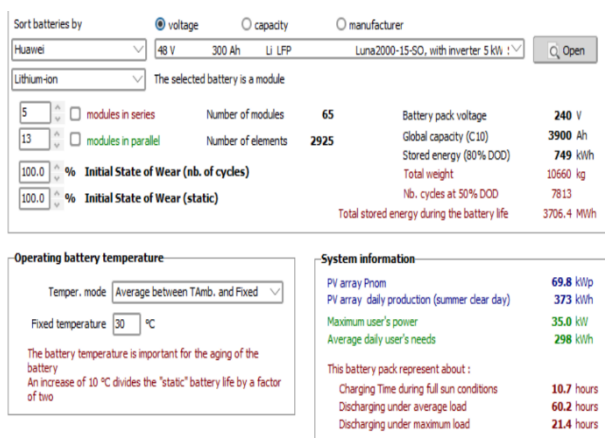 Sort batteries by voltage capacity manufacturer
Huawei 48 V 300 Ah Li LFP Luna2000-15-SO, with inverter 5 kW Open
Lithium-ion The selected battery is a module
5 modules in series Number of modules 65 Battery pack voltage 240 V
13 modules in parallel Number of elements 2925 Global capacity (C10) 3900 Ah
Stored energy (80% DOD) 749 kWh
100.0 % Initial State of Wear (nb. of cycles) Total weight 10660 kg
100.0 % Initial State of Wear (static) Nb. cycles at 50% DOD 7813
Total stored energy during the battery life 3706.4 MWh
Operating battery temperature
Temper. mode Average between TAmb. and Fixed
Fixed temperature 30 °C
The battery temperature is important for the aging of the
battery
An increase of 10 °C divides the "static" battery life by a factor
of two
System information
PV array Pnom 69.8 kWp
PV array daily production (summer clear day) 373 kWh
Maximum user's power 35.0 kW
Average daily user's needs 298 kWh
This battery pack represent about :
Charging Time during full sun conditions 10.7 hours
Discharging under average load 60.2 hours
Discharging under maximum load 21.4 hours